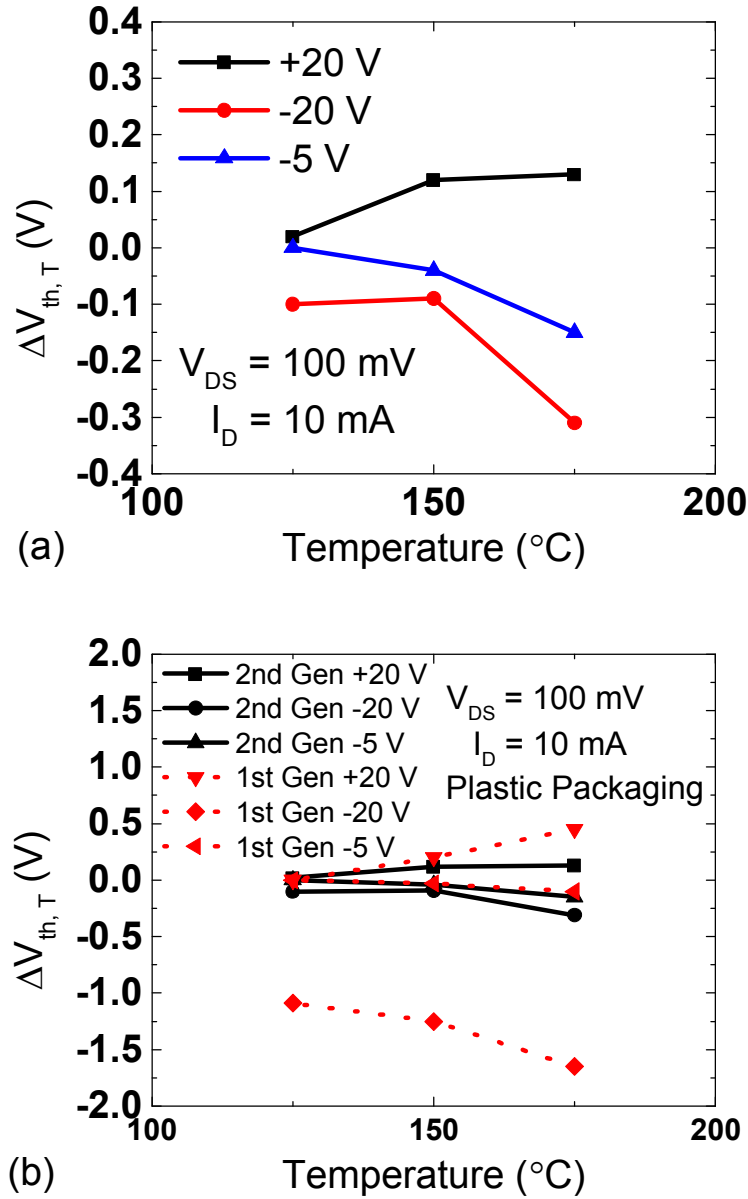 0.4
0.3
0.2
0.1
0.0
-0.1
-0.2
-0.3
-0.4
ΔV_th, T (V)
+20 V
-20 V
-5 V
V_DS = 100 mV
I_D = 10 mA
100
150
200
(a)
Temperature (°C)
2.0
1.5
1.0
0.5
0.0
-0.5
-1.0
-1.5
-2.0
ΔV_th, T (V)
2nd Gen +20 V
2nd Gen -20 V
2nd Gen -5 V
1st Gen +20 V
1st Gen -20 V
1st Gen -5 V
V_DS = 100 mV
I_D = 10 mA
Plastic Packaging
100
150
200
(b)
Temperature (°C)